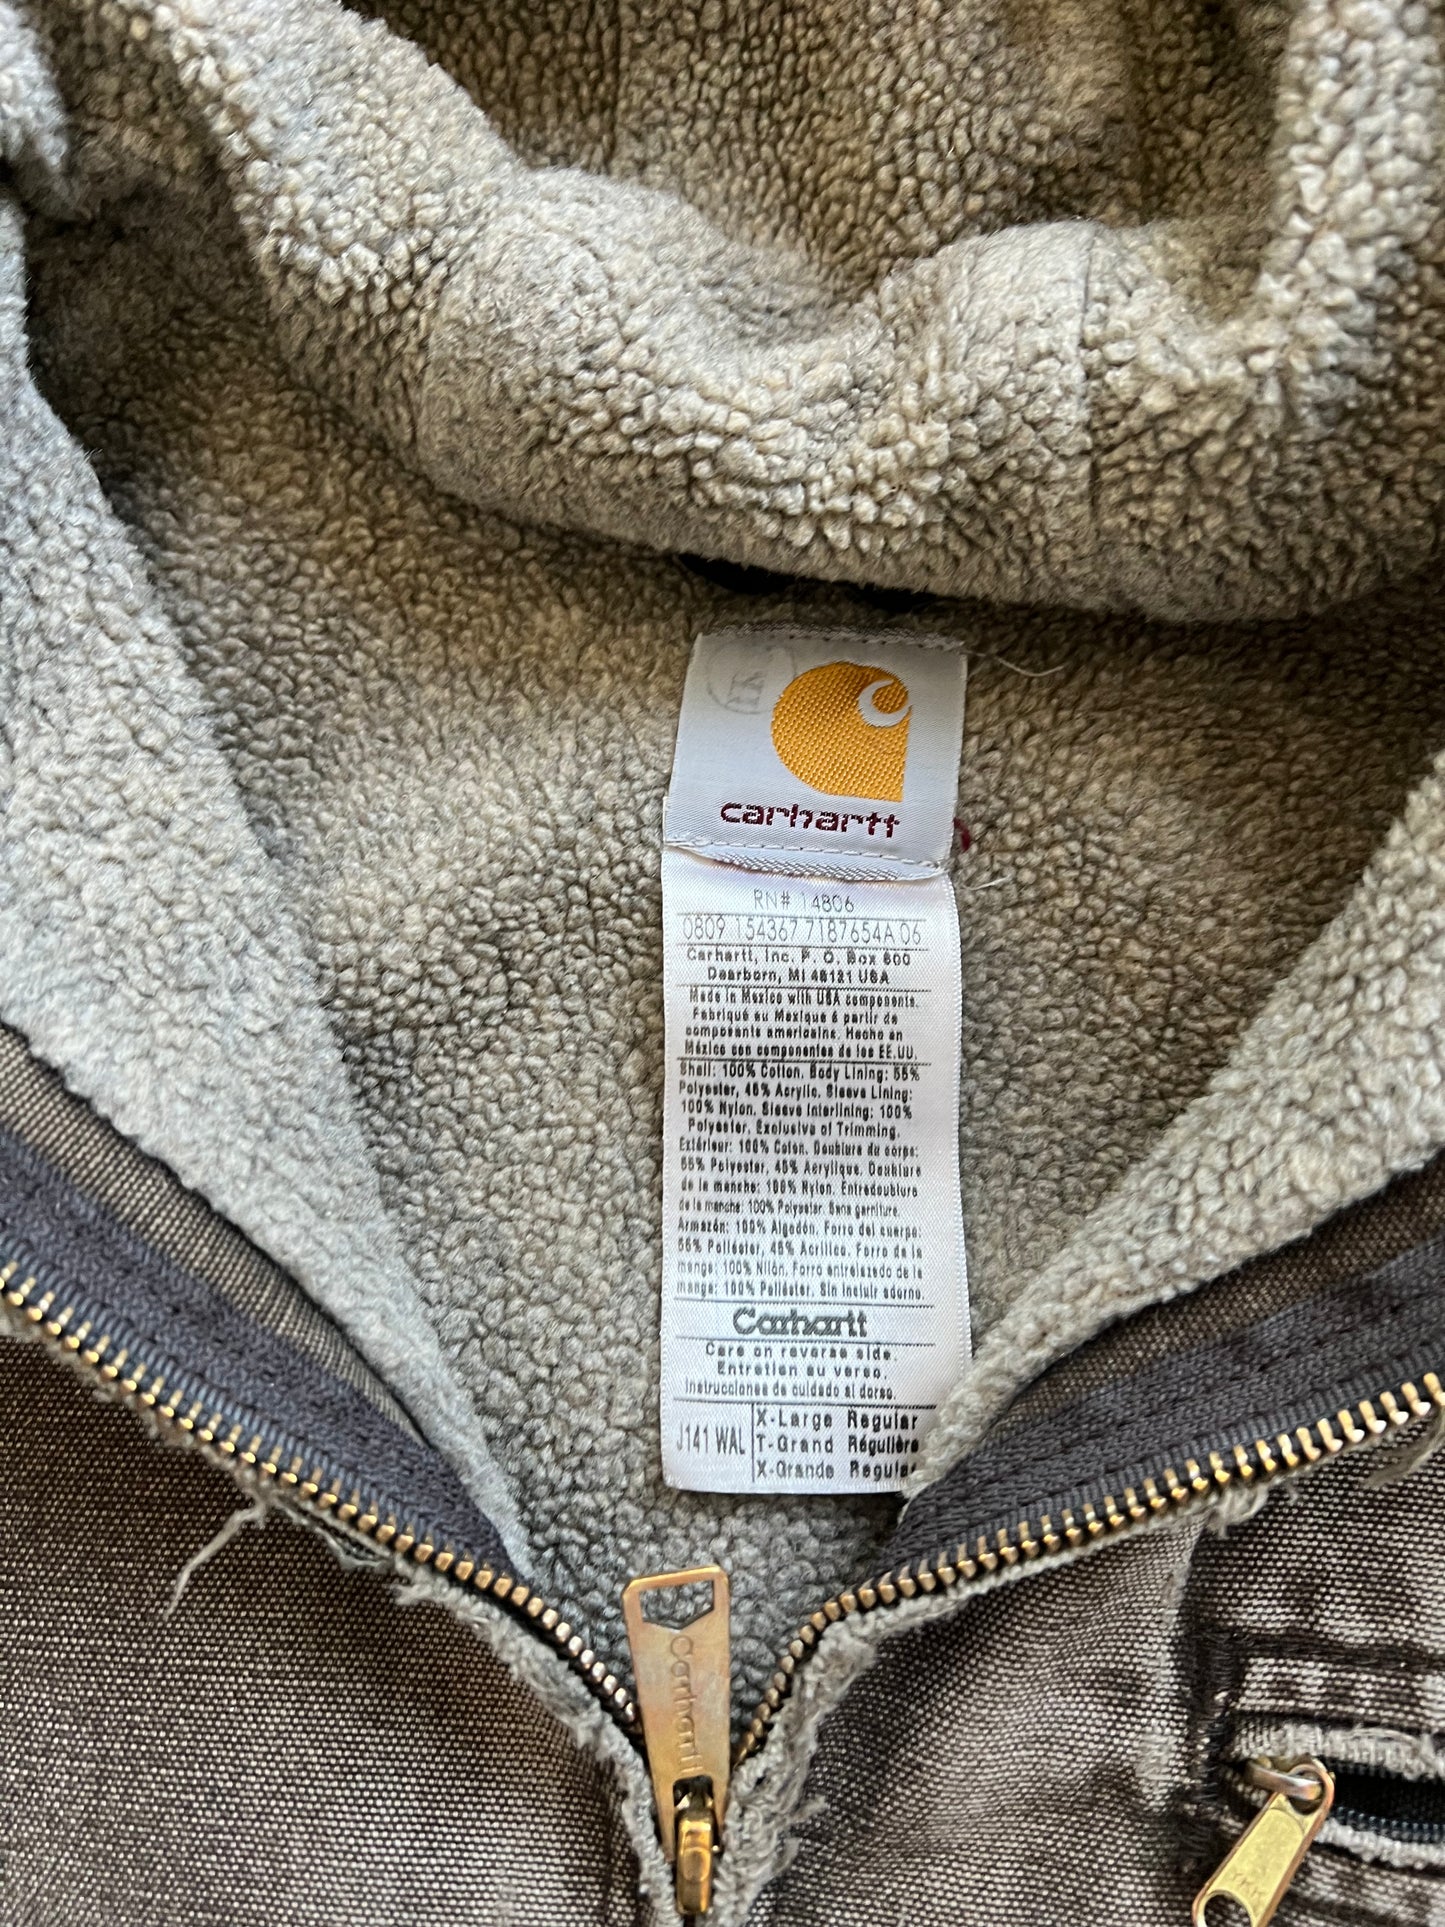 carhartt
RN# 14806
0809 154367 7187654A 06
Carhartt, Inc. P. O. Box 600
Dearborn, MI 48121 USA
Made in Mexico with USA components.
Fabriqué au Mexique á partir de
composants americains. Hecho en
México con componentes de los EE.UU.
Shell: 100% Cotton. Body Lining: 55%
Polyester, 45% Acrylic. Sleeve Lining:
100% Nylon. Sleeve Interlining: 100%
Polyester. Exclusive of Trimming.
Extérieur: 100% Coton. Doublure du corps:
55% Polyester, 45% Acrylique. Doublure
de la manche: 100% Nylon. Entredoublure
de la manche: 100% Polyester. Sans garniture.
Armazón: 100% Algodón. Forro del cuerpo:
55% Poliéster, 45% Acrílico. Forro de la
manga: 100% Nilón. Forro entrelazado de la
manga: 100% Poliéster. Sin incluir adorno.
Carhartt
Care on reverse side.
Entretien au verso.
Instrucciones de cuidado al dorso.
J141 WAL
X-Large Regular
T-Grand Régulière
X-Grande Regular
Carhartt
YKK